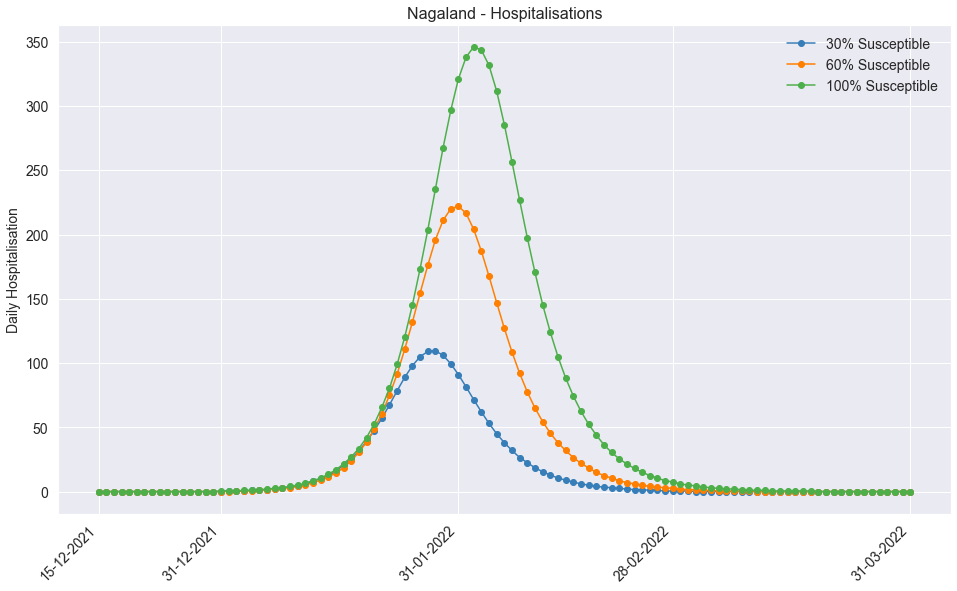 Nagaland - Hospitalisations
30% Susceptible
60% Susceptible
100% Susceptible
Daily Hospitalisation
350
300
250
200
150
100
50
0
15-12-2021
31-12-2021
31-01-2022
28-02-2022
31-03-2022